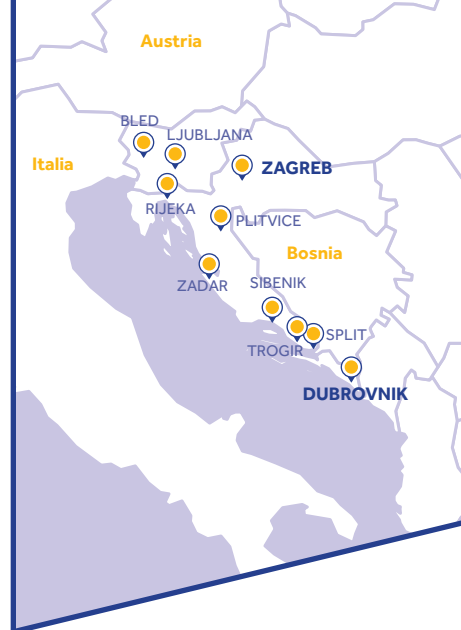 Austria
BLED
LJUBLJANA
Italia
ZAGREB
RIJEKA
PLITVICE
Bosnia
ZADAR
SIBENIK
SPLIT
TROGIR
DUBROVNIK